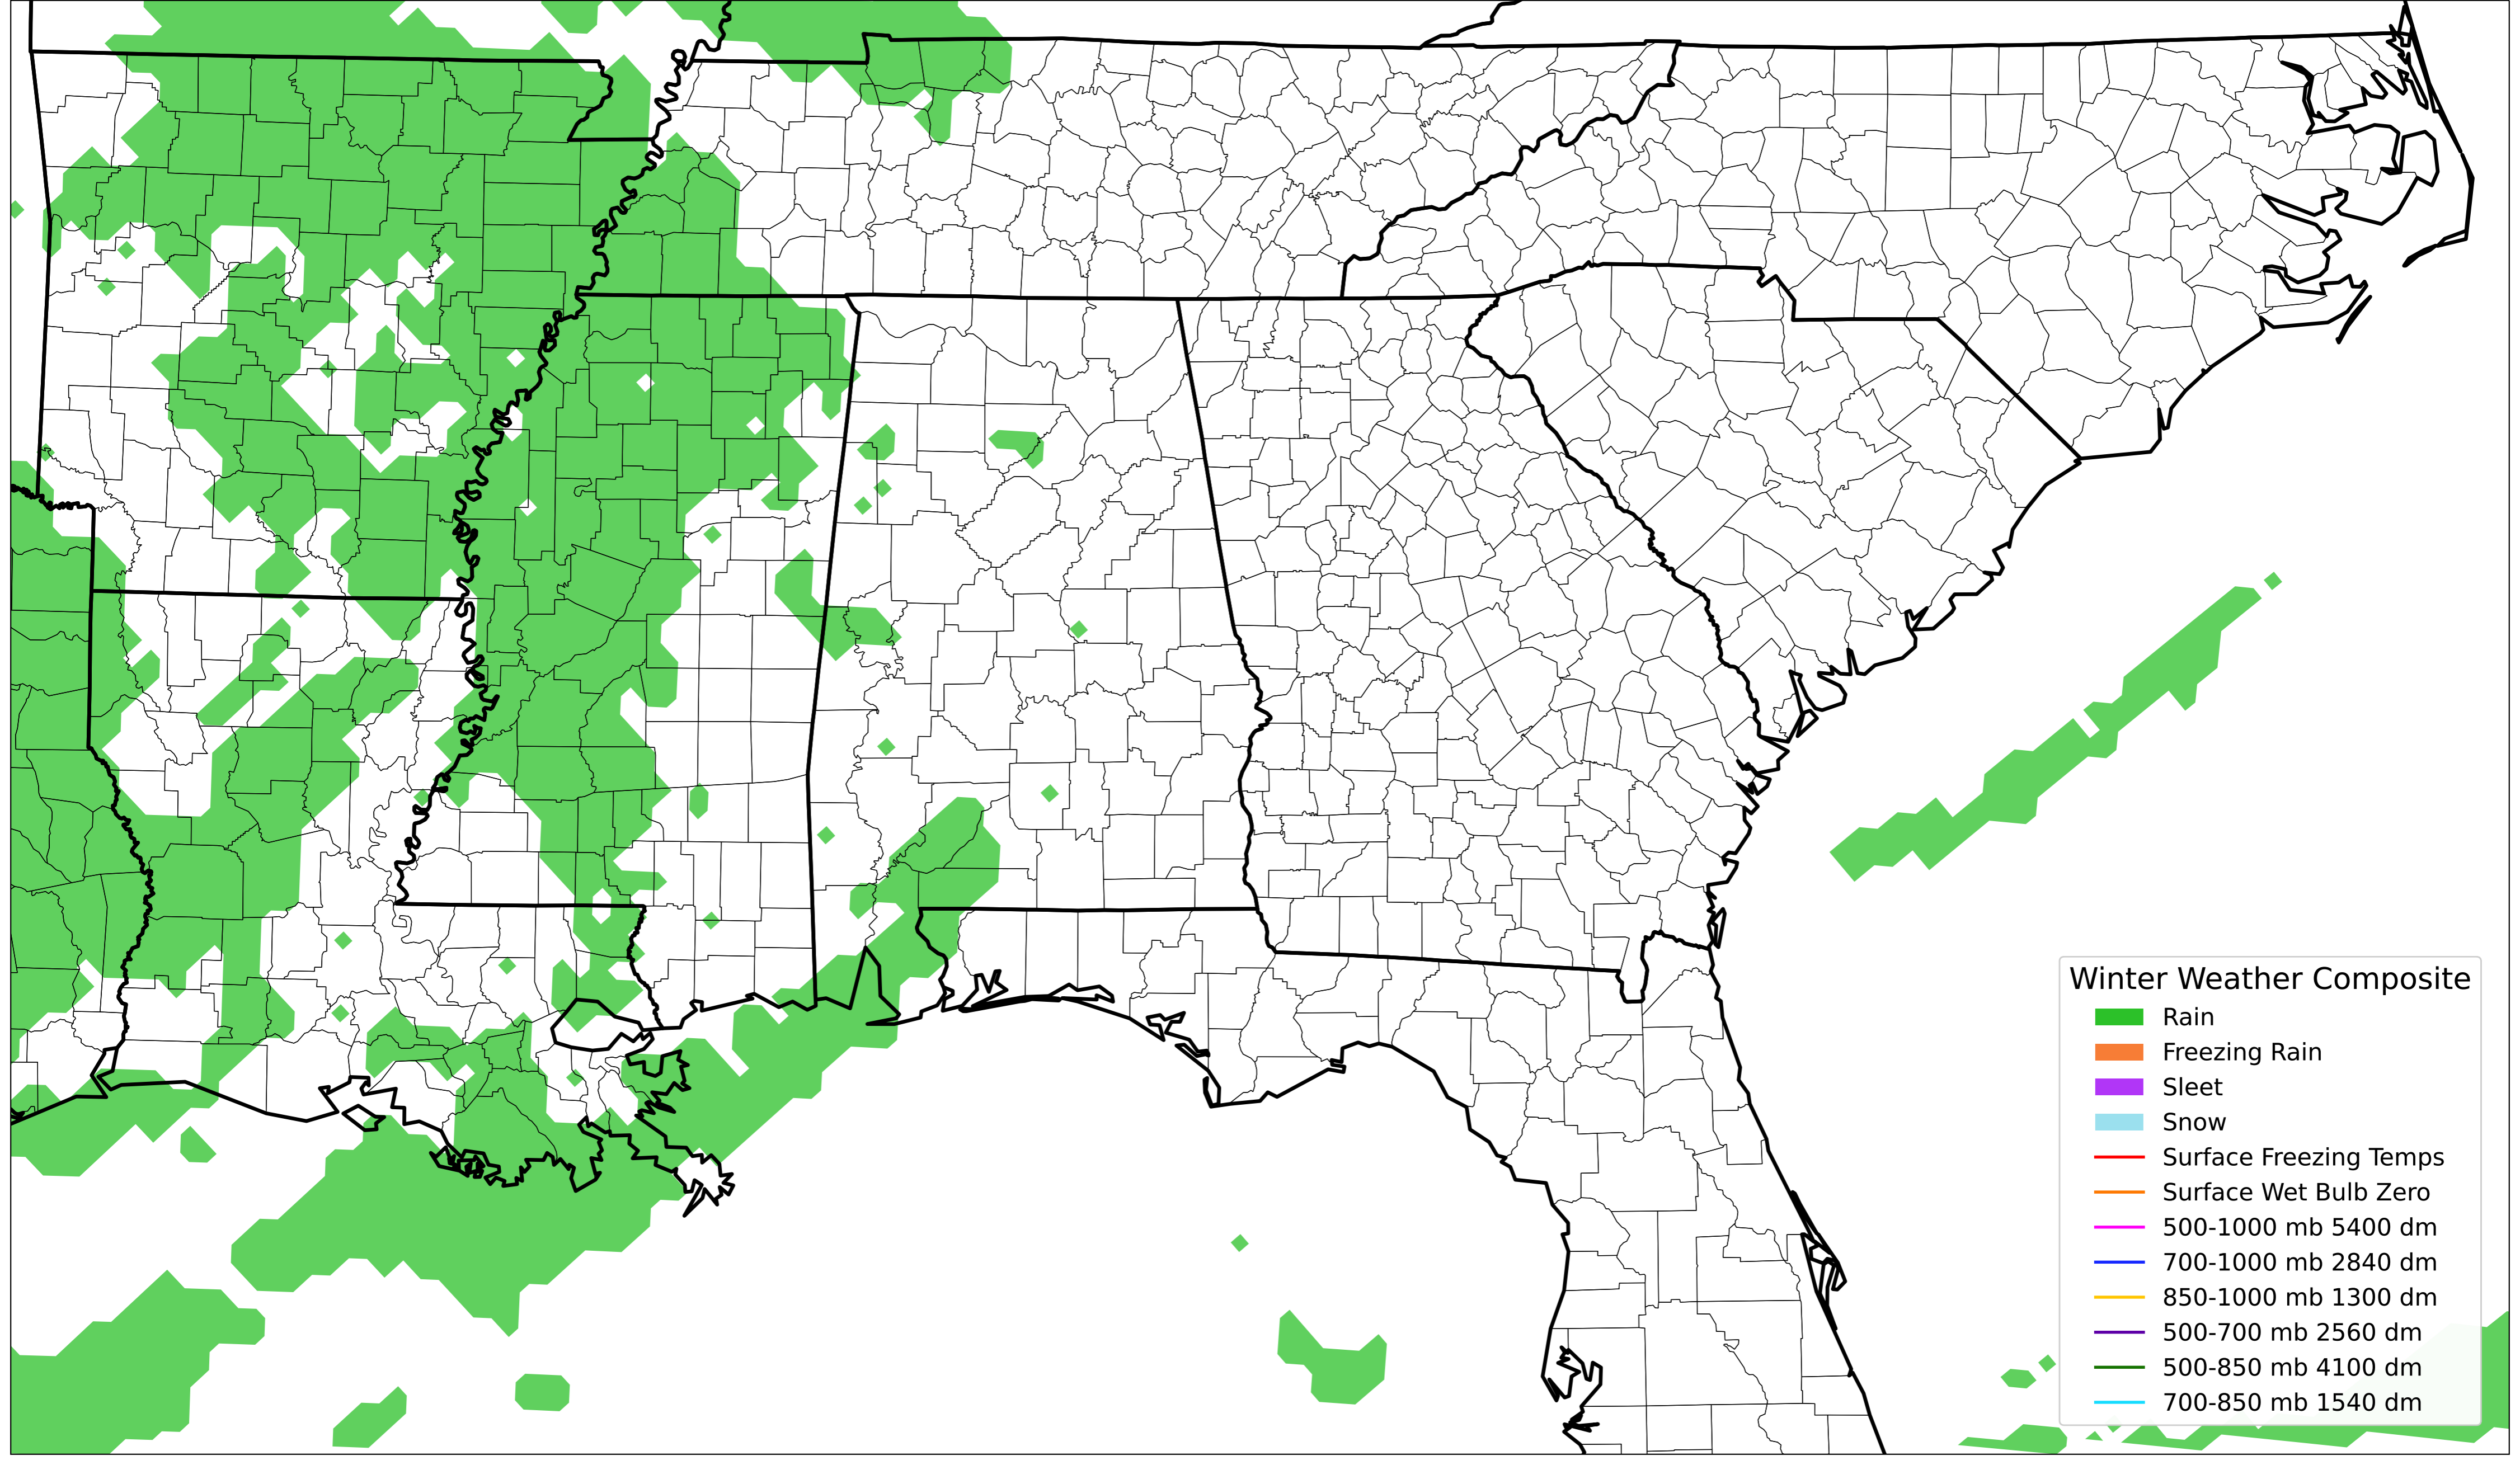 Winter Weather Composite
Rain
Freezing Rain
Sleet
Snow
Surface Freezing Temps
Surface Wet Bulb Zero
500-1000 mb 5400 dm
700-1000 mb 2840 dm
850-1000 mb 1300 dm
500-700 mb 2560 dm
500-850 mb 4100 dm
700-850 mb 1540 dm